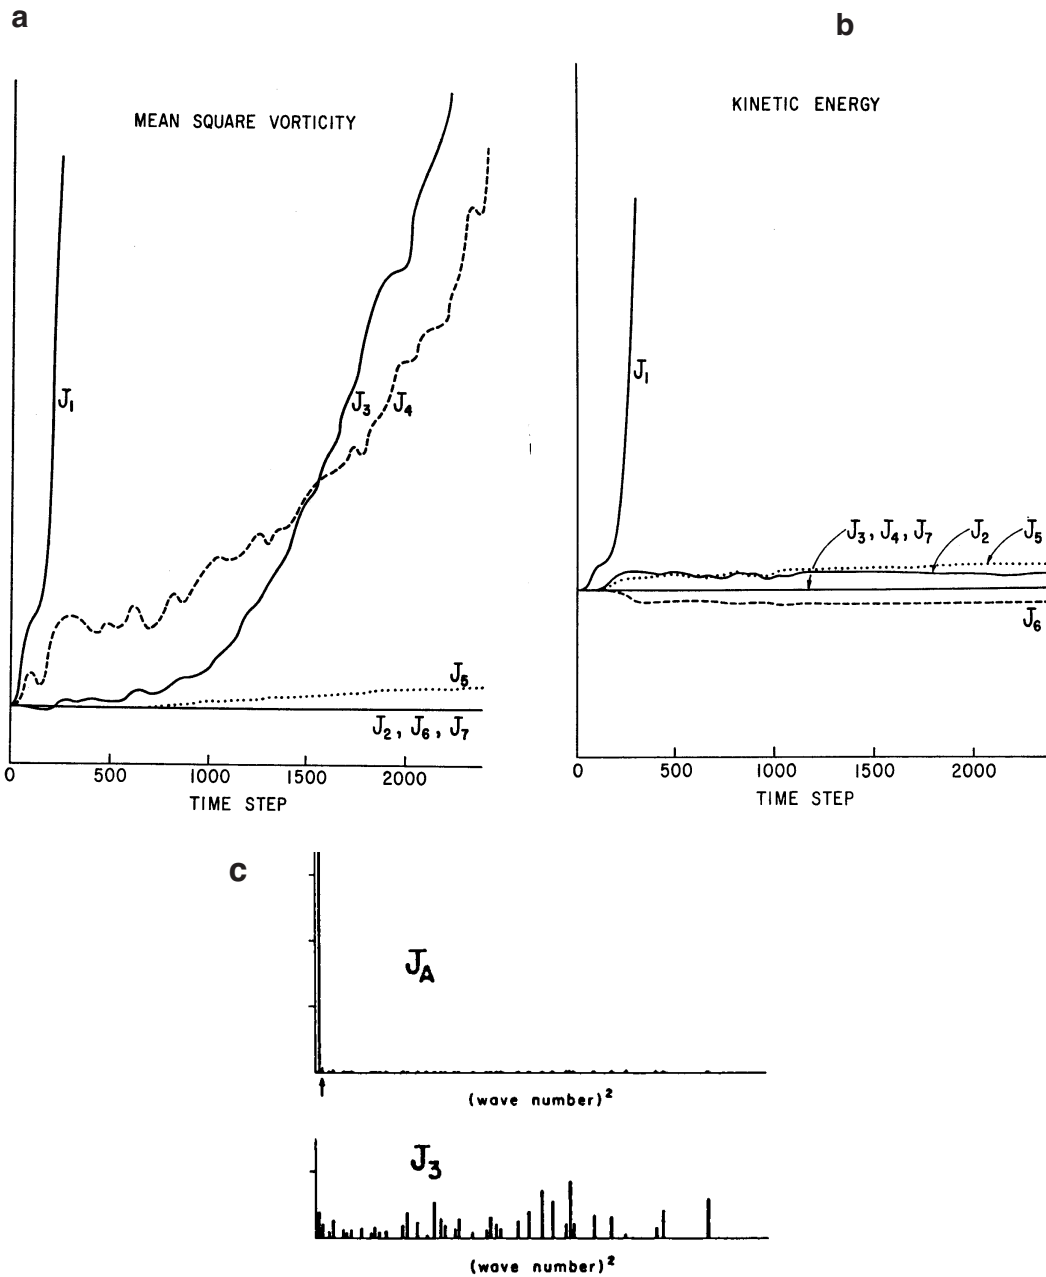 a
MEAN SQUARE VORTICITY
J₁
J₃
J₄
J₅
J₂, J₆, J₇
0 500 1000 1500 2000
TIME STEP
b
KINETIC ENERGY
J₁
J₃, J₄, J₇
J₂
J₅
J₆
0 500 1000 1500 2000
TIME STEP
c
J_A
(wave number)²
J₃
(wave number)²